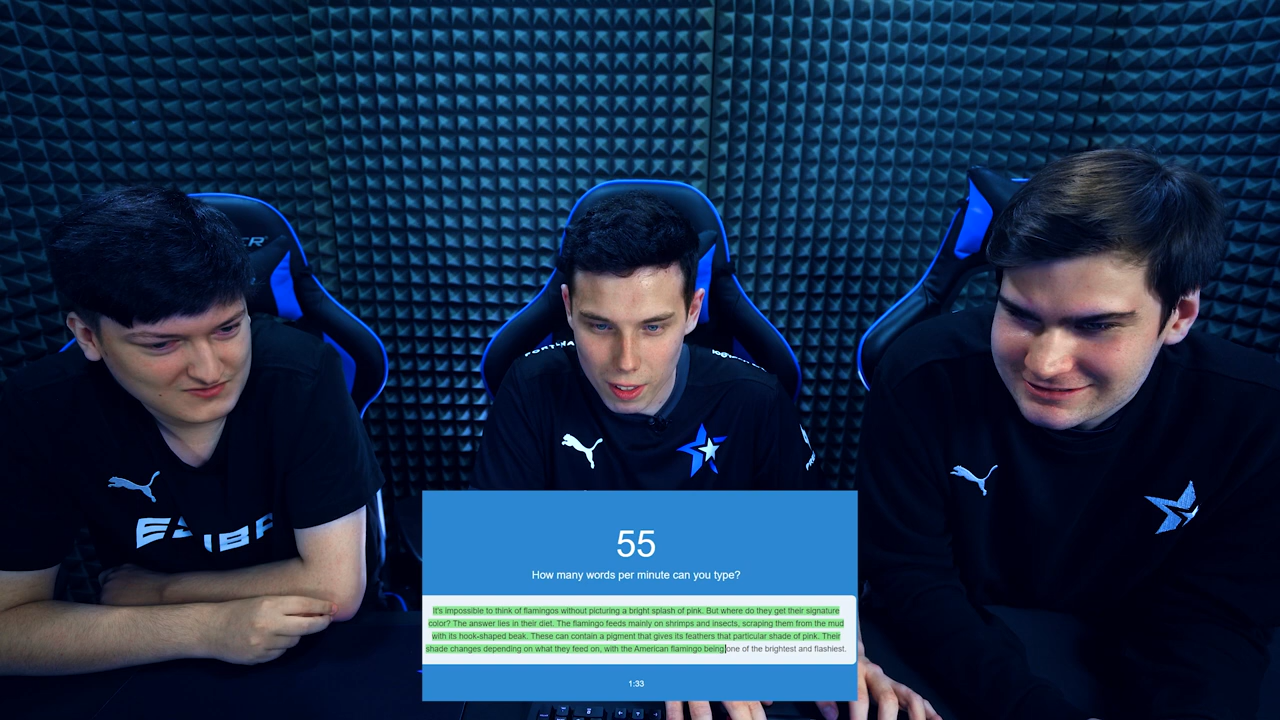 55
How many words per minute can you type?
It's impossible to think of flamingos without picturing a bright splash of pink. But where do they get their signature
color? The answer lies in their diet. The flamingo feeds mainly on shrimps and insects, scraping them from the mud
with its hook-shaped beak. These can contain a pigment that gives its feathers that particular shade of pink. Their
shade changes depending on what they feed on, with the American flamingo being one of the brightest and flashiest.
1:33